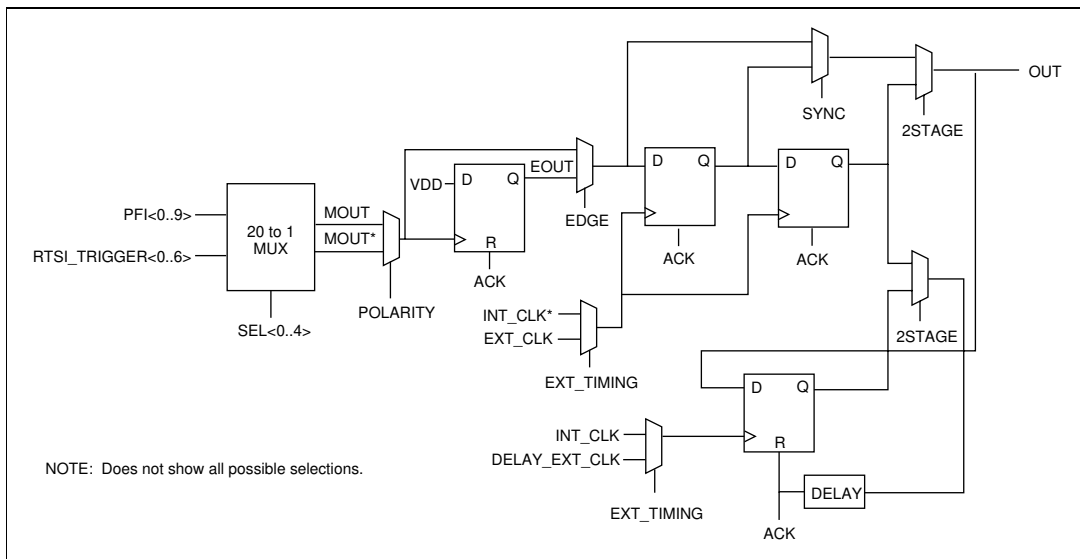 OUT
SYNC
2STAGE
D Q
D Q
EOUT
VDD
D Q
EDGE
PFI<0..9>
MOUT
20 to 1
MUX
MOUT*
RTSI_TRIGGER<0..6>
R
ACK
ACK
ACK
POLARITY
INT_CLK*
SEL<0..4>
EXT_CLK
2STAGE
EXT_TIMING
D Q
INT_CLK
R
DELAY_EXT_CLK
NOTE: Does not show all possible selections.
DELAY
EXT_TIMING
ACK